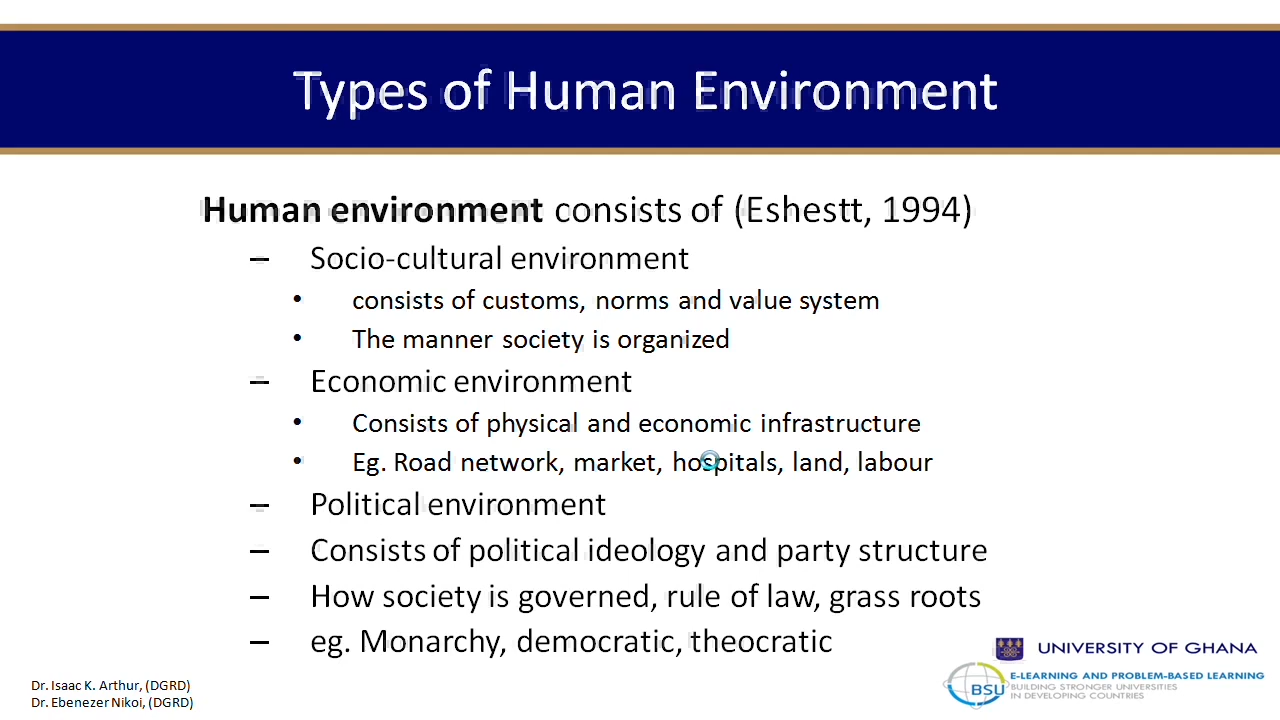 Types of Human Environment
Human environment consists of (Eshestt, 1994)
– Socio-cultural environment
• consists of customs, norms and value system
• The manner society is organized
– Economic environment
• Consists of physical and economic infrastructure
• Eg. Road network, market, hospitals, land, labour
– Political environment
– Consists of political ideology and party structure
– How society is governed, rule of law, grass roots
– eg. Monarchy, democratic, theocratic
Dr. Isaac K. Arthur, (DGRD)
Dr. Ebenezer Nikoi, (DGRD)
UNIVERSITY OF GHANA
BSU
E-LEARNING AND PROBLEM-BASED LEARNING
BUILDING STRONGER UNIVERSITIES
IN DEVELOPING COUNTRIES